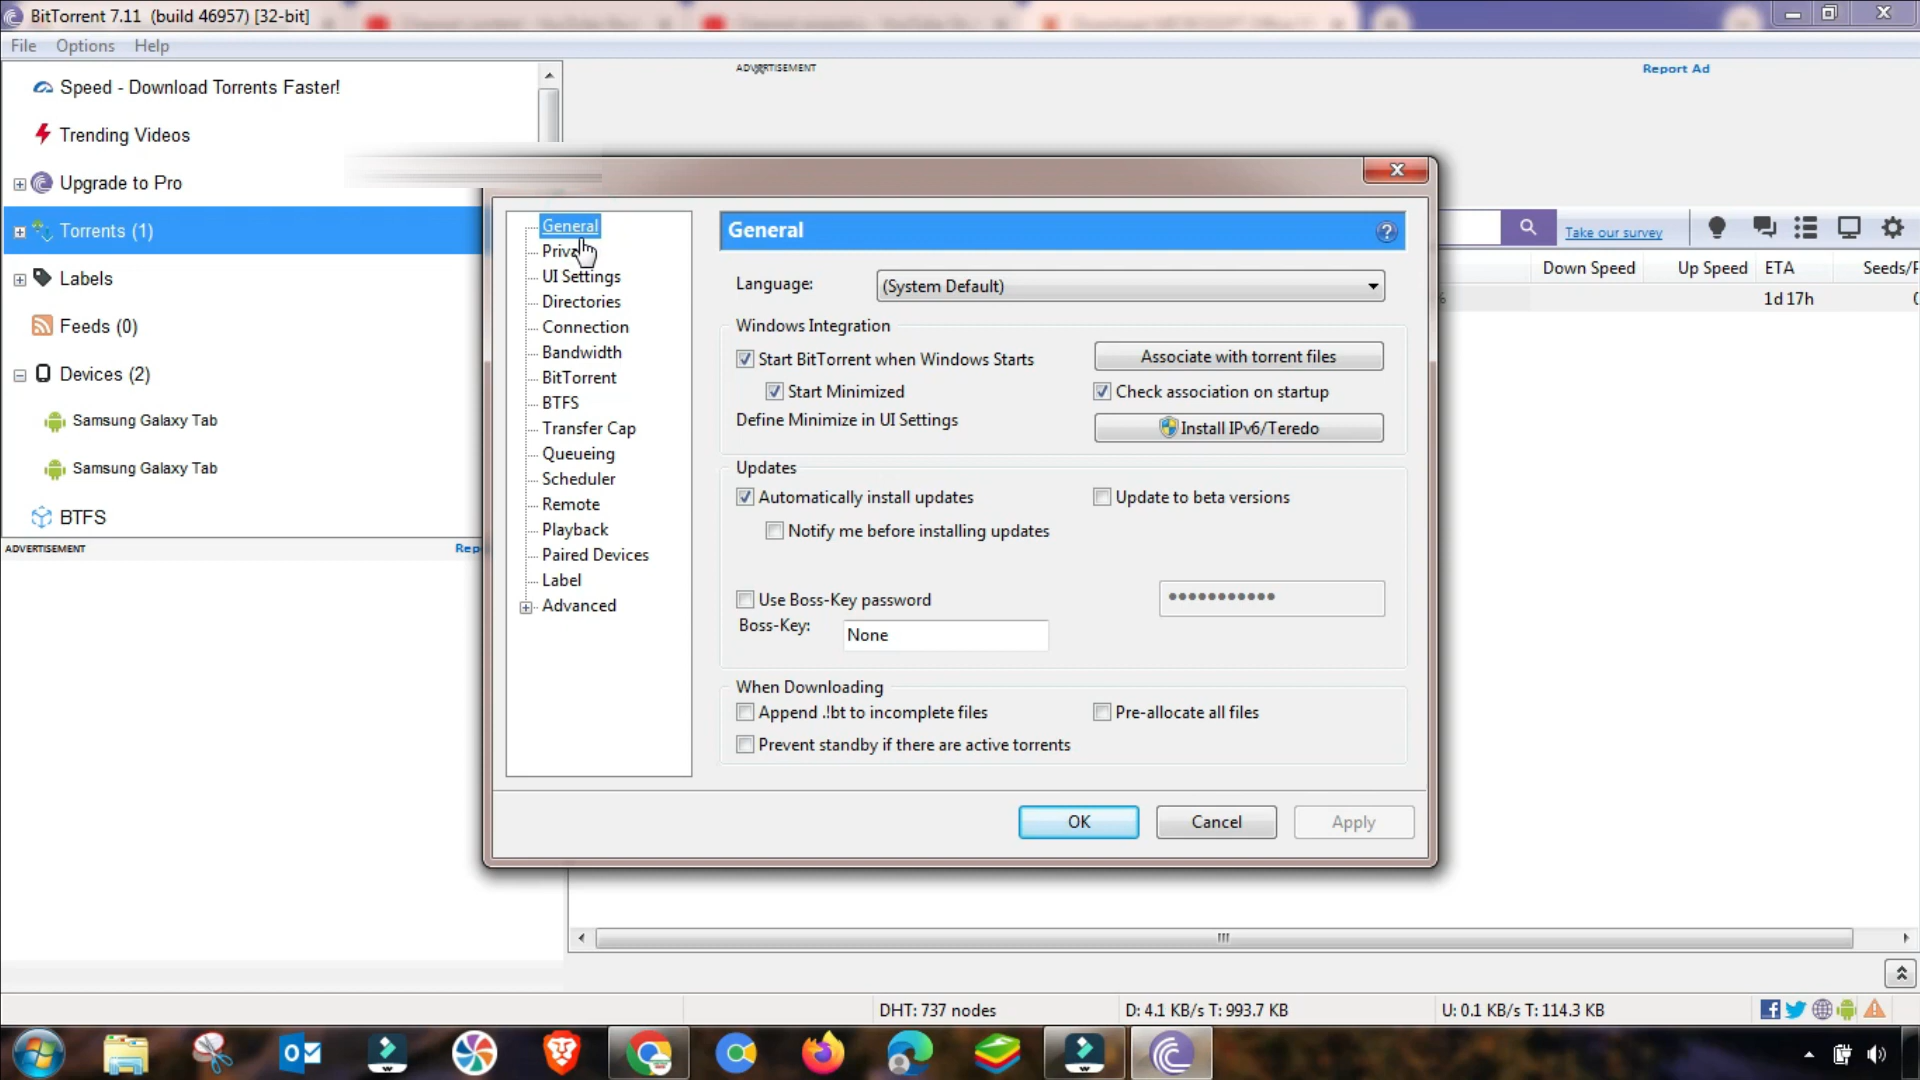 BitTorrent 7.11 (build 46957) [32-bit]
File Options Help
Speed - Download Torrents Faster!
Trending Videos
Upgrade to Pro
Torrents (1)
Labels
Feeds (0)
Devices (2)
Samsung Galaxy Tab
Samsung Galaxy Tab
BTFS
ADVERTISEMENT
ADVERTISEMENT
Report Ad
Take our survey
Down Speed Up Speed ETA
1d 17h
General
UI Settings
Directories
Connection
Bandwidth
BitTorrent
BTFS
Transfer Cap
Queueing
Scheduler
Remote
Playback
Paired Devices
Label
Advanced
General
Language: (System Default)
Windows Integration
Start BitTorrent when Windows Starts
Associate with torrent files
Start Minimized
Check association on startup
Define Minimize in UI Settings
Install IPv6/Teredo
Updates
Automatically install updates
Update to beta versions
Notify me before installing updates
Use Boss-Key password
Boss-Key: None
When Downloading
Append .!bt to incomplete files
Pre-allocate all files
Prevent standby if there are active torrents
OK Cancel Apply
DHT: 737 nodes
D: 4.1 KB/s T: 993.7 KB
U: 0.1 KB/s T: 114.3 KB